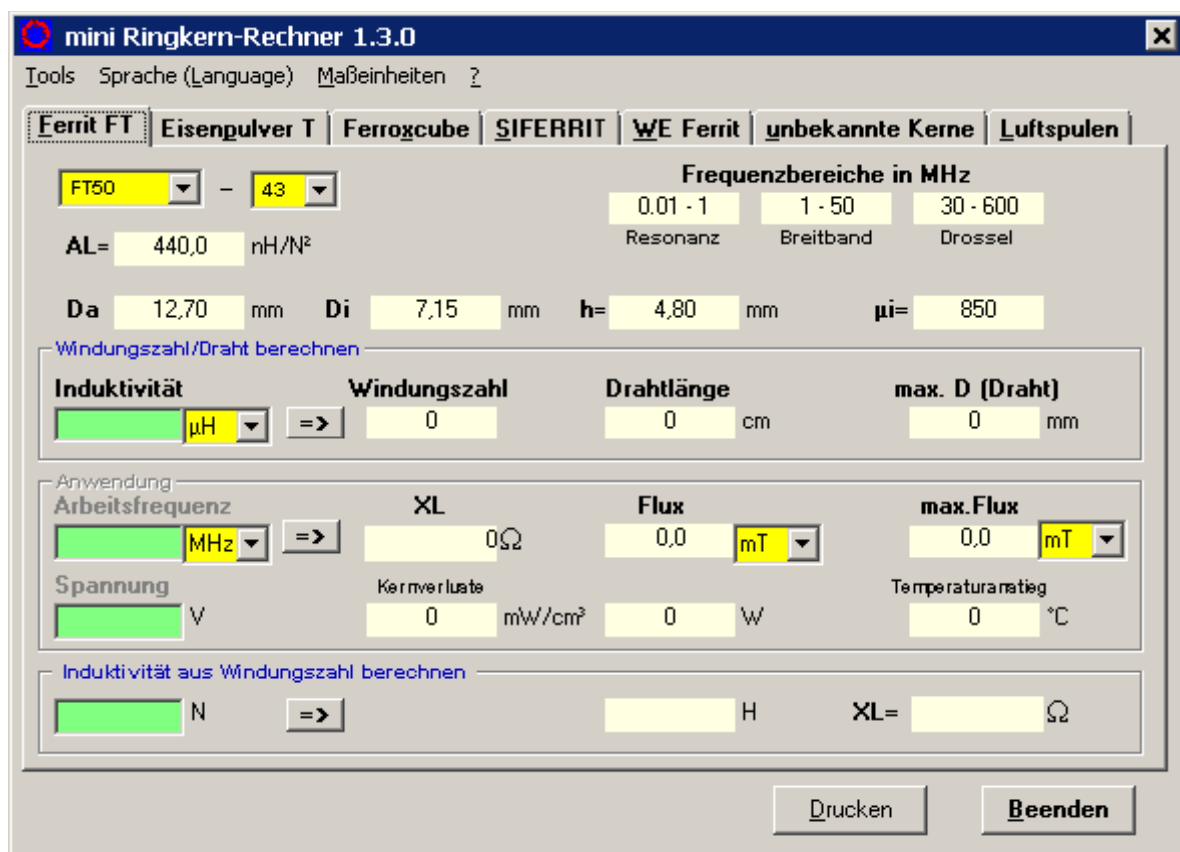 mini Ringkern-Rechner 1.3.0
Tools Sprache (Language) Maßeinheiten ?
Ferrit FT Eisenpulver T Ferroxcube SIFERRIT WE Ferrit unbekannte Kerne Luftspulen
Frequenzbereiche in MHz
FT50 – 43 0.01 - 1 1 - 50 30 - 600
Resonanz Breitband Drossel
AL= 440,0 nH/N²
Da 12,70 mm Di 7,15 mm h= 4,80 mm µi= 850
Windungszahl/Draht berechnen
Induktivität Windungszahl Drahtlänge max. D (Draht)
µH => 0 0 cm 0 mm
Anwendung
Arbeitsfrequenz XL Flux max.Flux
MHz => 0Ω 0,0 mT 0,0 mT
Spannung Kernverluste Temperaturanstieg
V 0 mW/cm³ 0 W 0 °C
Induktivität aus Windungszahl berechnen
N => H XL= Ω
Drucken Beenden